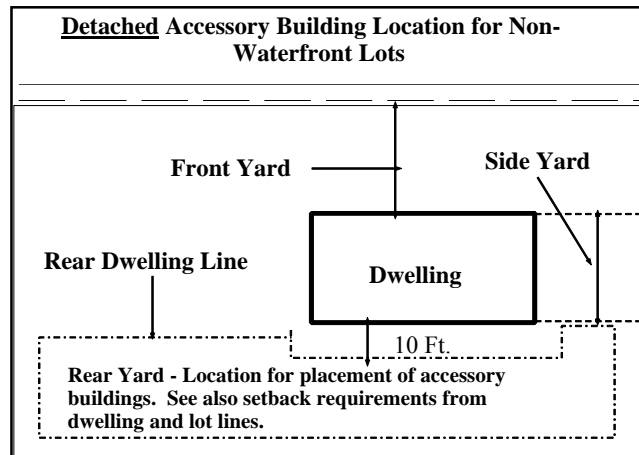 Detached Accessory Building Location for Non-
Waterfront Lots
Front Yard
Side Yard
Rear Dwelling Line
Dwelling
10 Ft.
Rear Yard - Location for placement of accessory
buildings. See also setback requirements from
dwelling and lot lines.